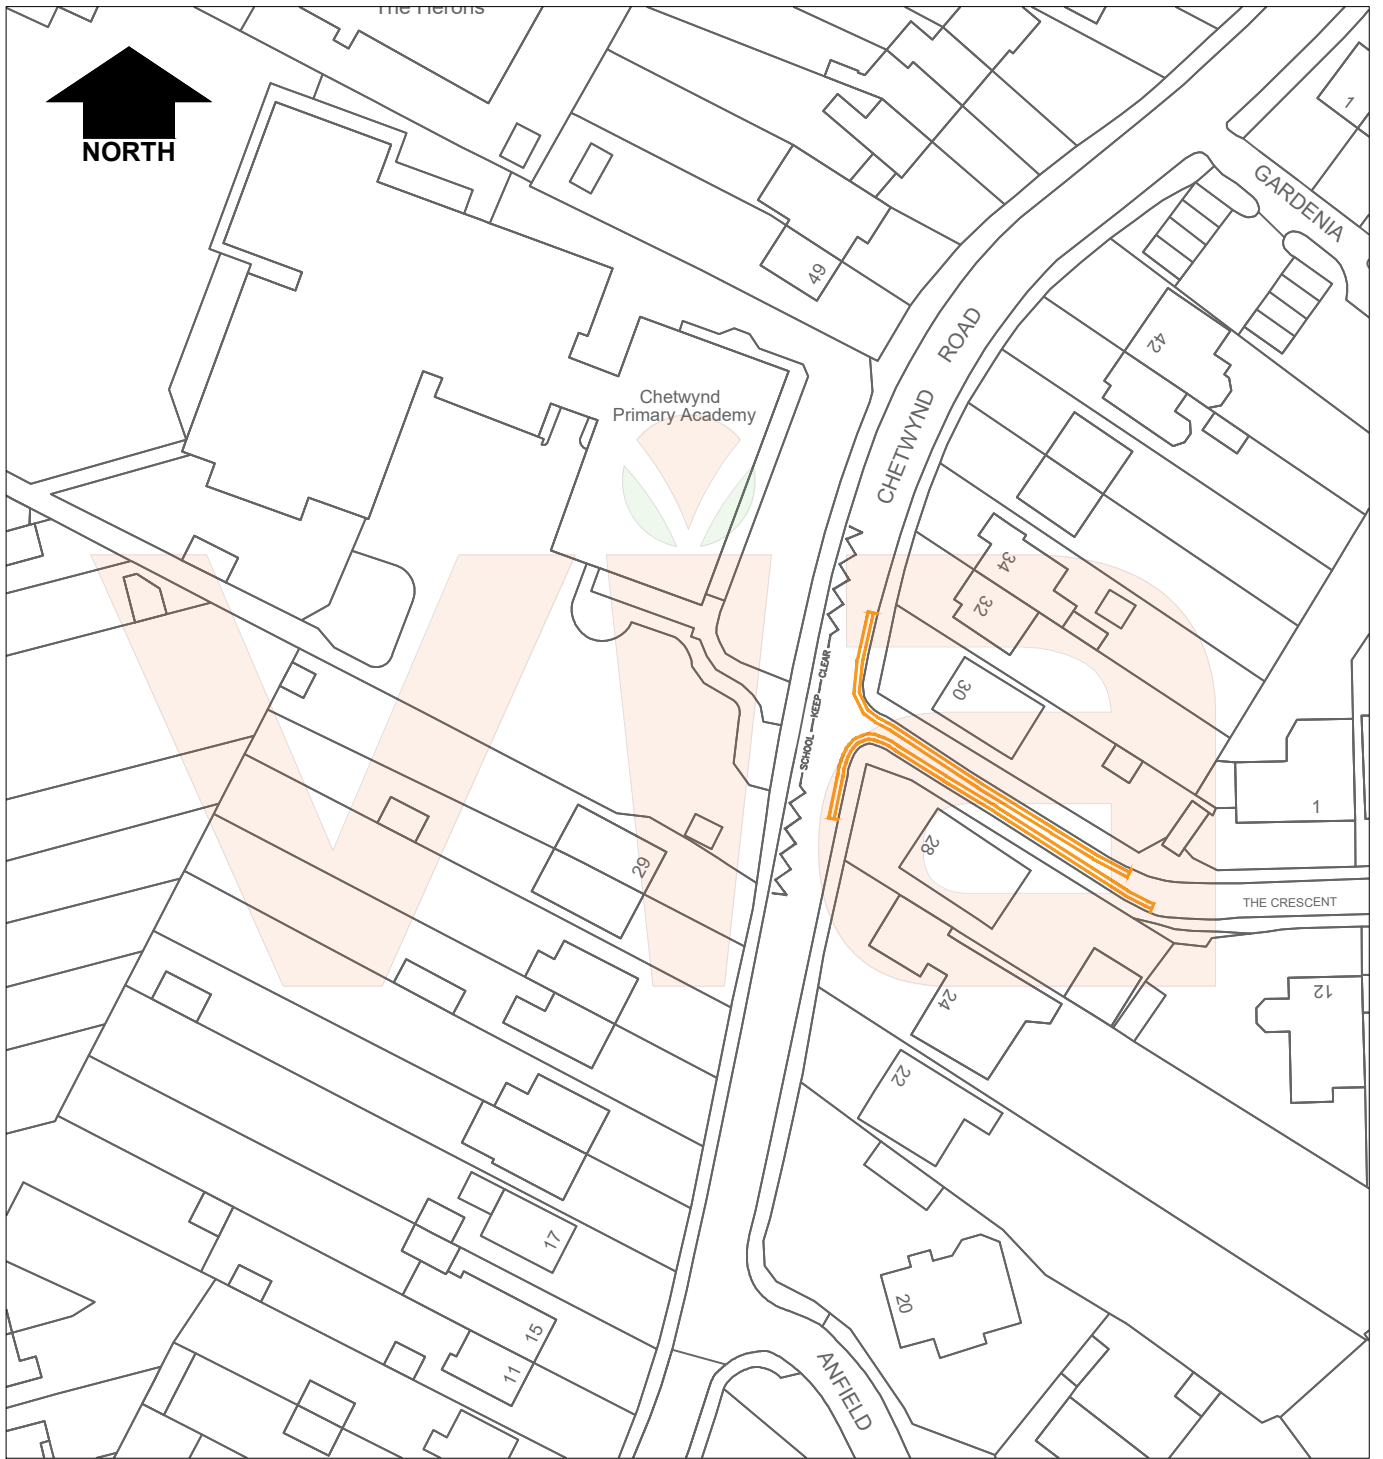 The Herons
NORTH
1
GARDENIA
49
CHETWYND ROAD
42
Chetwynd
Primary Academy
34
32
SCHOOL KEEP CLEAR
30
via
1
28
29
THE CRESCENT
12
24
22
17
20
15
11
ANFIELD